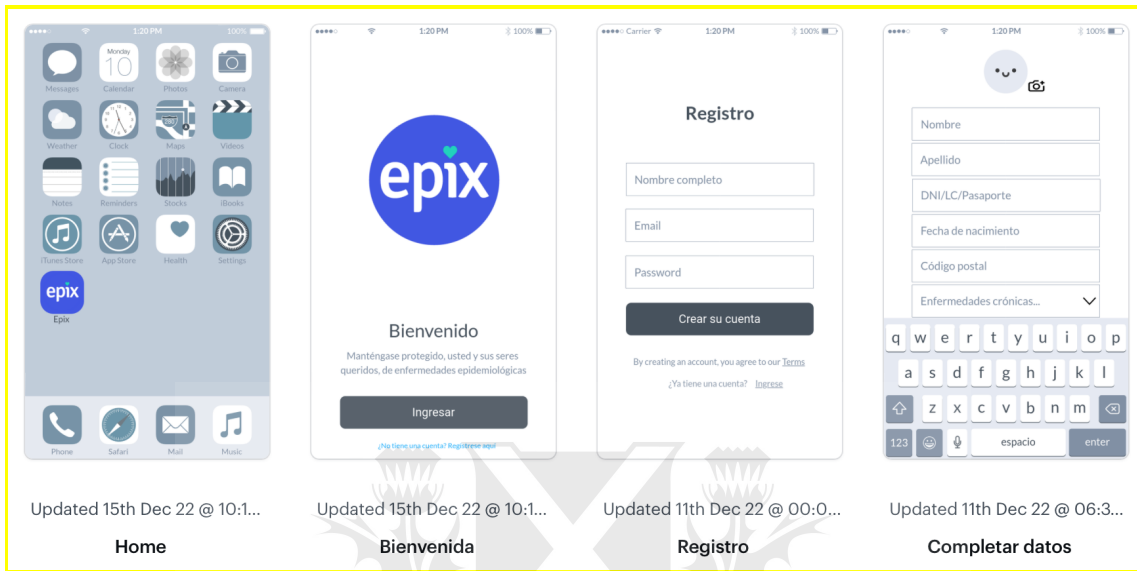 1:20 PM
100%
Monday
10
Messages
Calendar
Photos
Camera
280
Weather
Clock
Maps
Videos
Notes
Reminders
Stocks
iBooks
iTunes Store
App Store
Health
Settings
epix
Epix
Phone
Safari
Mail
Music
Updated 15th Dec 22 @ 10:1...
Home
1:20 PM
100%
epix
Bienvenido
Manténgase protegido, usted y sus seres
queridos, de enfermedades epidemiológicas
Ingresar
¿No tiene una cuenta? Regístrese aquí
Updated 15th Dec 22 @ 10:1...
Bienvenida
Carrier
1:20 PM
100%
Registro
Nombre completo
Email
Password
Crear su cuenta
By creating an account, you agree to our Terms
¿Ya tiene una cuenta? Ingrese
Updated 11th Dec 22 @ 00:0...
Registro
1:20 PM
100%
Nombre
Apellido
DNI/LC/Pasaporte
Fecha de nacimiento
Código postal
Enfermedades crónicas...
q w e r t y u i o p
a s d f g h j k l
z x c v b n m
123
espacio
enter
Updated 11th Dec 22 @ 06:3...
Completar datos